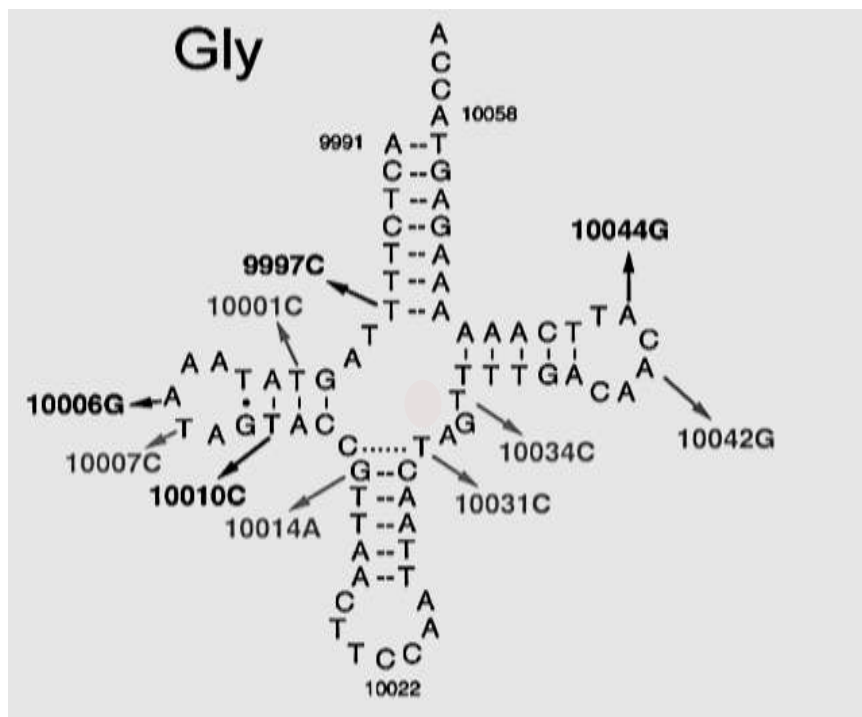 Gly
A
C
C
A 10058
9991 A--T
C--G
T--A
C--G
10044G
T--A
9997C
T--A
10001C
T--A
T A
T A A A C T C
A
A A T A T G
T T T G A A
10006G A
C A A
T
T A G T A C C
T A G
10042G
10034C
10007C
G--C
10010C
T--A
10031C
10014A
T--A
A--T
A--T
C A
T A
T C C
10022